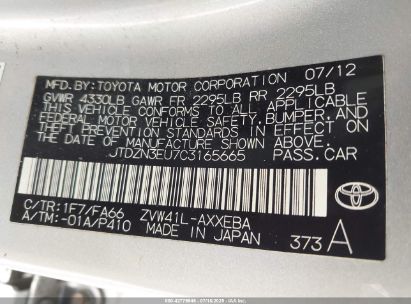 MFD.BY:TOYOTA MOTOR CORPORATION 07/12
GVWR 4330LB GAWR FR 2295LB RR 2295LB
THIS VEHICLE CONFORMS TO ALL APPLICABLE
FEDERAL MOTOR VEHICLE SAFETY, BUMPER, AND
THEFT PREVENTION STANDARDS IN EFFECT ON
THE DATE OF MANUFACTURE SHOWN ABOVE.
JTDZN3EU7C3165665 PASS.CAR
C/TR:1F7/FA66 ZVW41L-AXXEBA
A/TM:-01A/P410 MADE IN JAPAN 373 A
TOYOTA